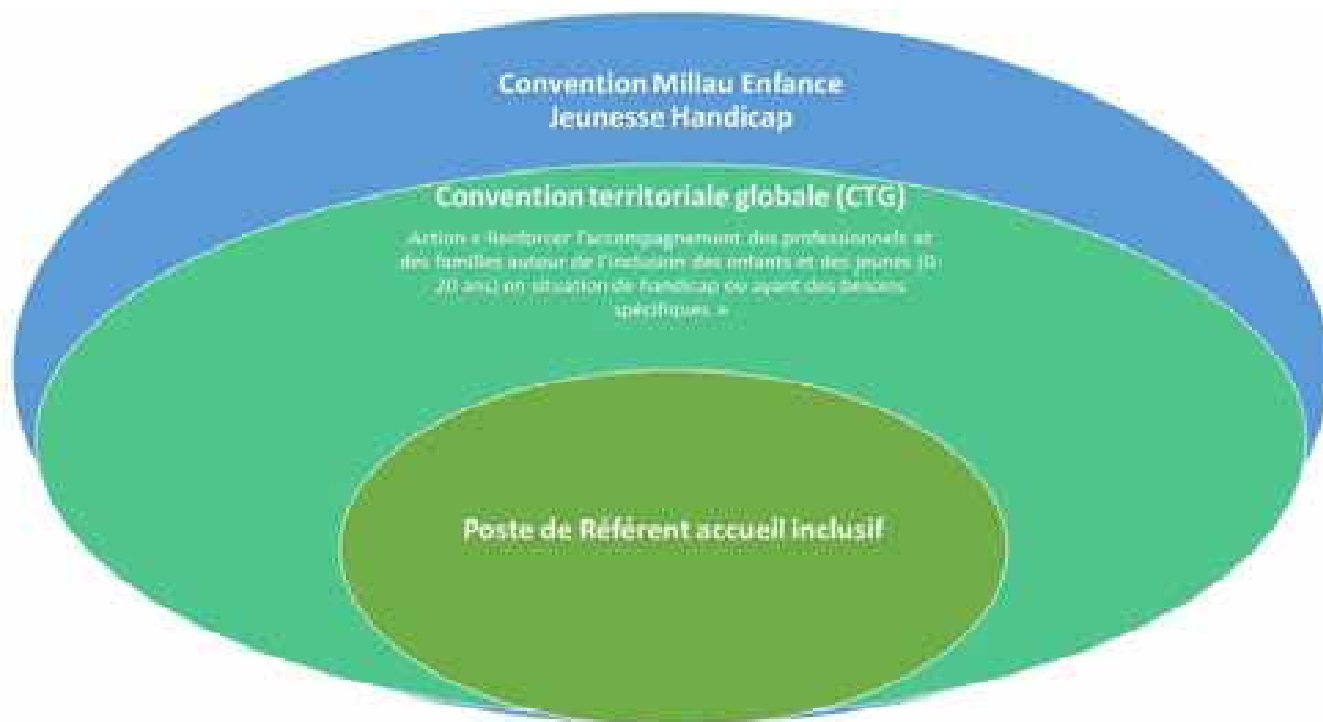 Convention Millau Enfance
Jeunesse Handicap
Convention territoriale globale (CTG)
Action « Renforcer l'accompagnement des professionnels et
des familles autour de l'inclusion des enfants et des jeunes (0
20 ans) en situation de handicap ou ayant des besoins
spécifiques. »
Poste de Référent accueil inclusif